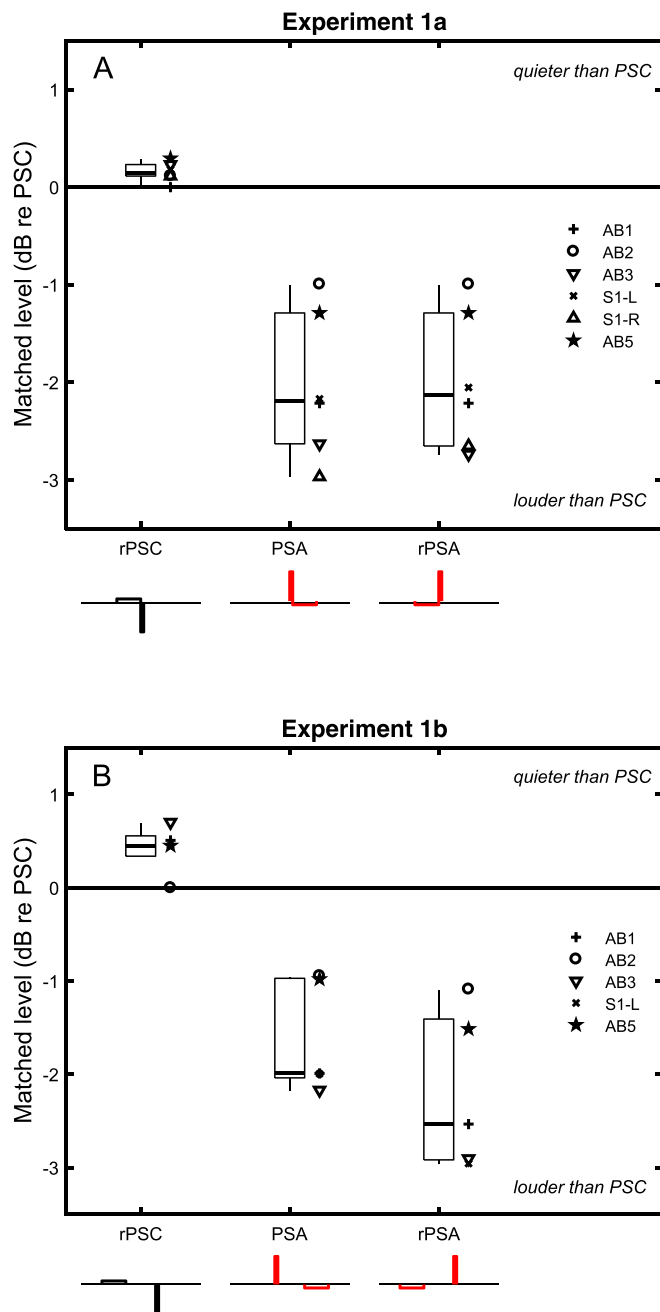 Experiment 1a
A
quieter than PSC
1
0
-1
-2
-3
Matched level (dB re PSC)
AB1
AB2
AB3
S1-L
S1-R
AB5
louder than PSC
rPSC PSA rPSA
Experiment 1b
B
quieter than PSC
1
0
-1
-2
-3
Matched level (dB re PSC)
AB1
AB2
AB3
S1-L
AB5
louder than PSC
rPSC PSA rPSA